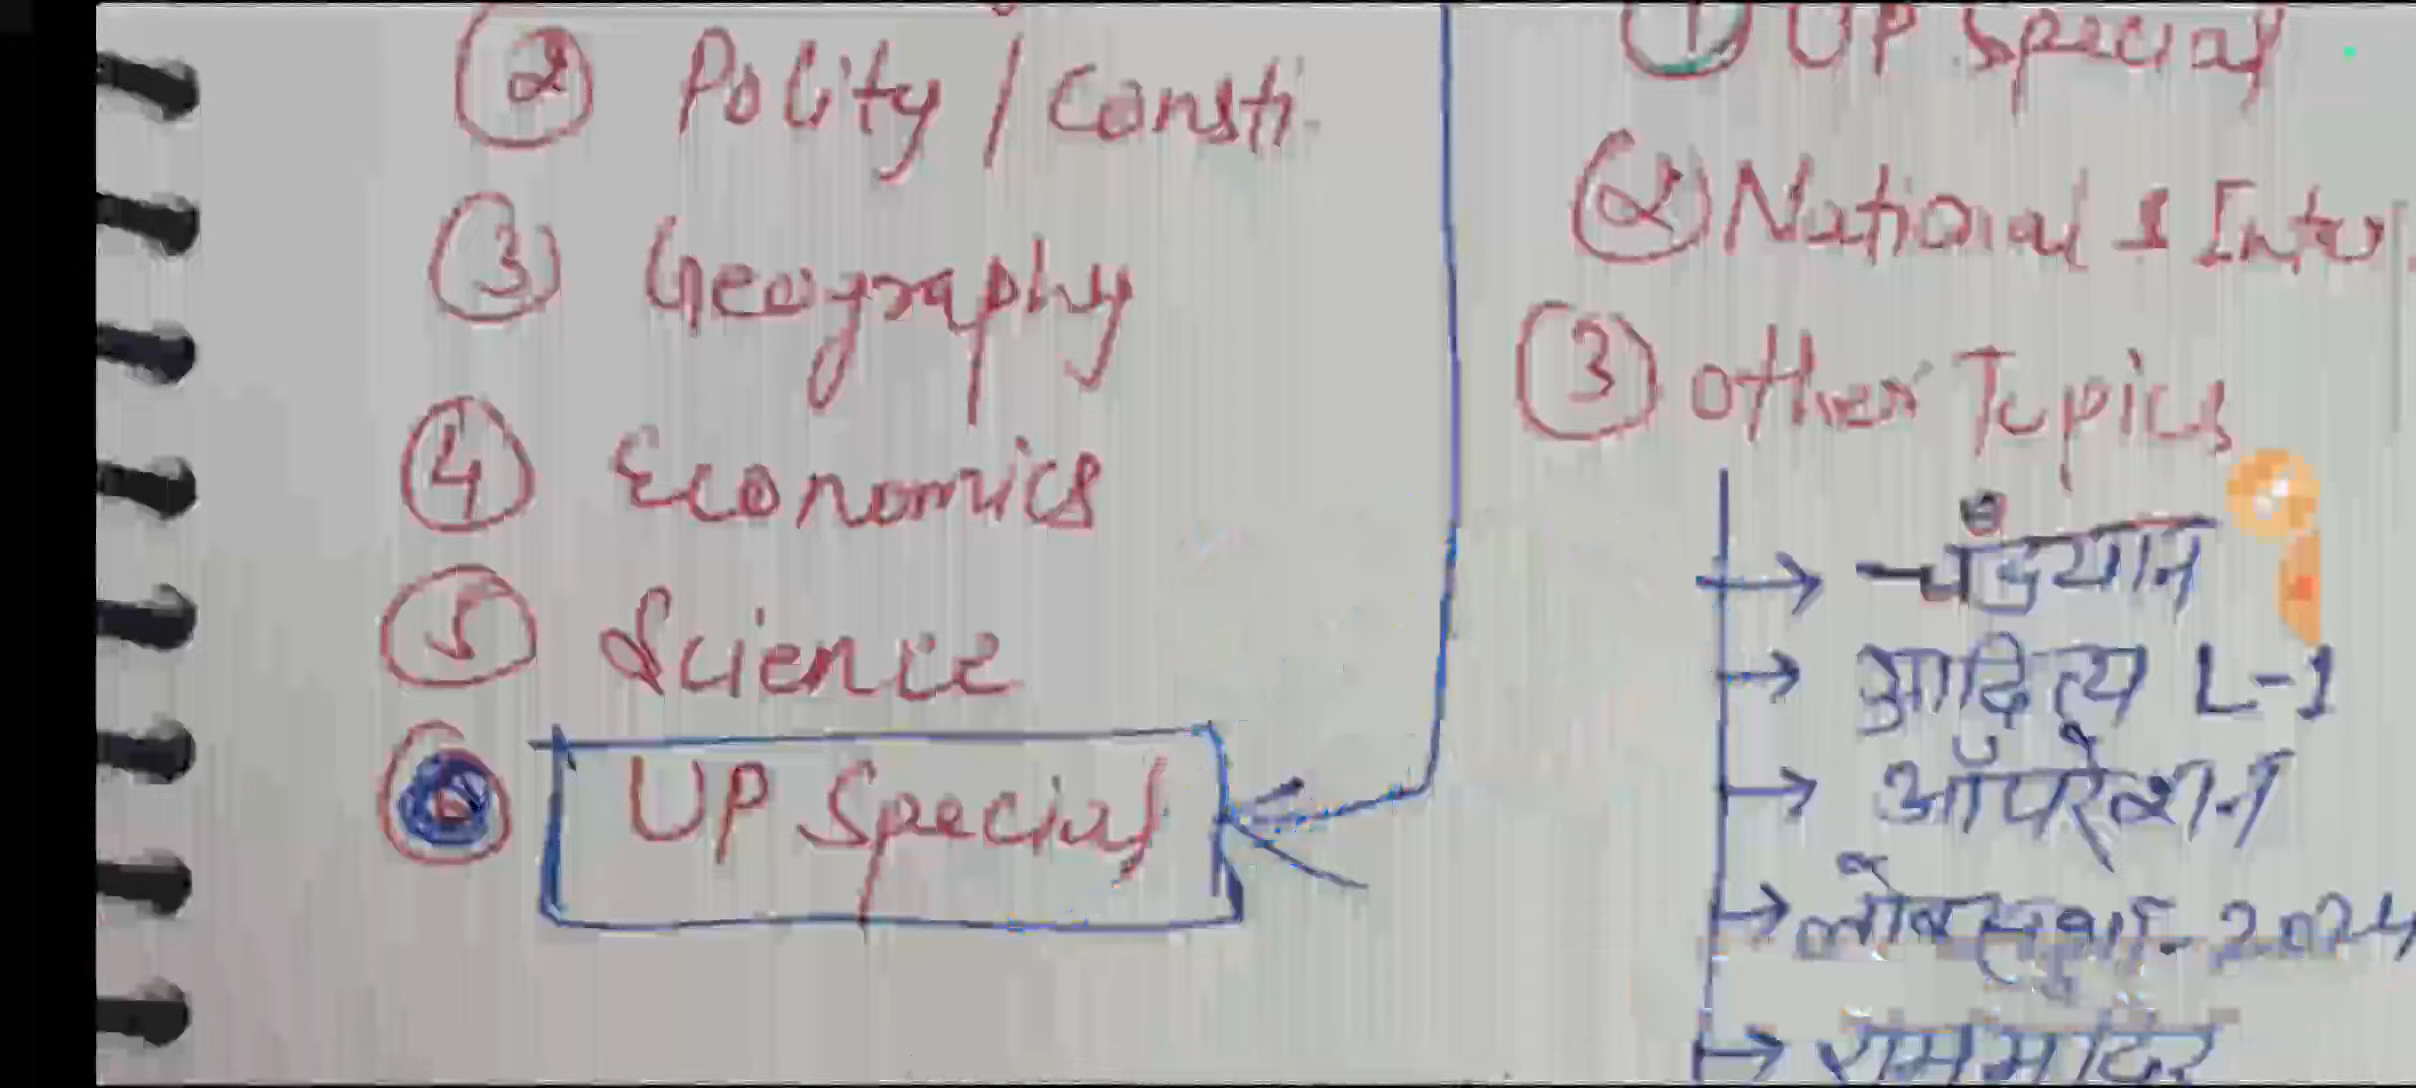 ② Polity / Consti.
③ Geography
④ Economics
⑤ Science
UP Special
① UP Special
② National & Inter
③ Other Topics
→ चंद्रयान
→ आदित्य L-1
→ ऑपरेशन
→ 2024
→ राम मंदिर